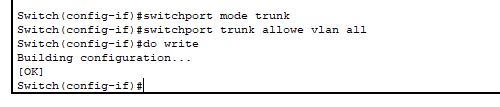 Switch(config-if)#switchport mode trunk
Switch(config-if)#switchport trunk allowe vlan all
Switch(config-if)#do write
Building configuration...
[OK]
Switch(config-if)#